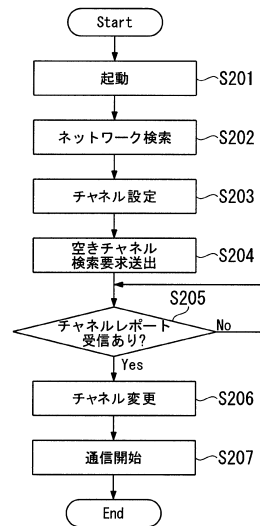 Start
起動
S201
ネットワーク検索
S202
チャネル設定
S203
空きチャネル
検索要求送出
S204
S205
チャネルレポート
受信あり?
No
Yes
チャネル変更
S206
通信開始
S207
End